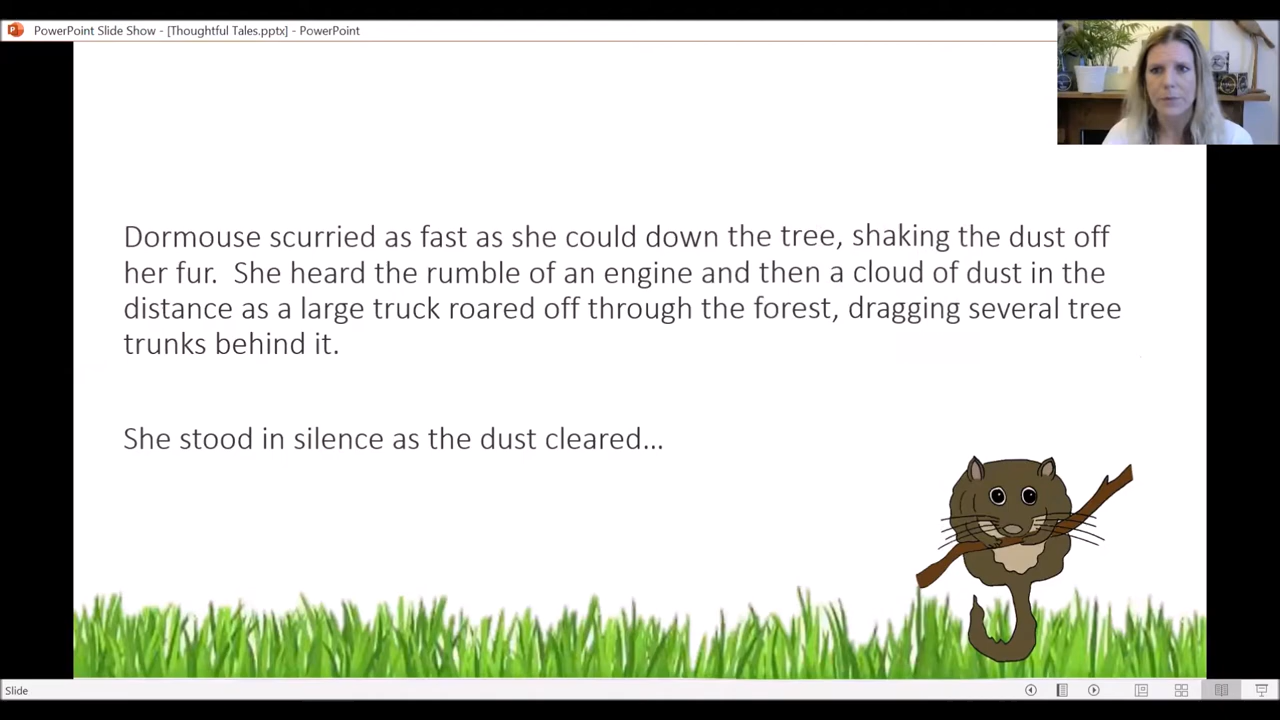 PowerPoint Slide Show - [Thoughtful Tales.pptx] - PowerPoint
Dormouse scurried as fast as she could down the tree, shaking the dust off
her fur.  She heard the rumble of an engine and then a cloud of dust in the
distance as a large truck roared off through the forest, dragging several tree
trunks behind it.
She stood in silence as the dust cleared…
Slide